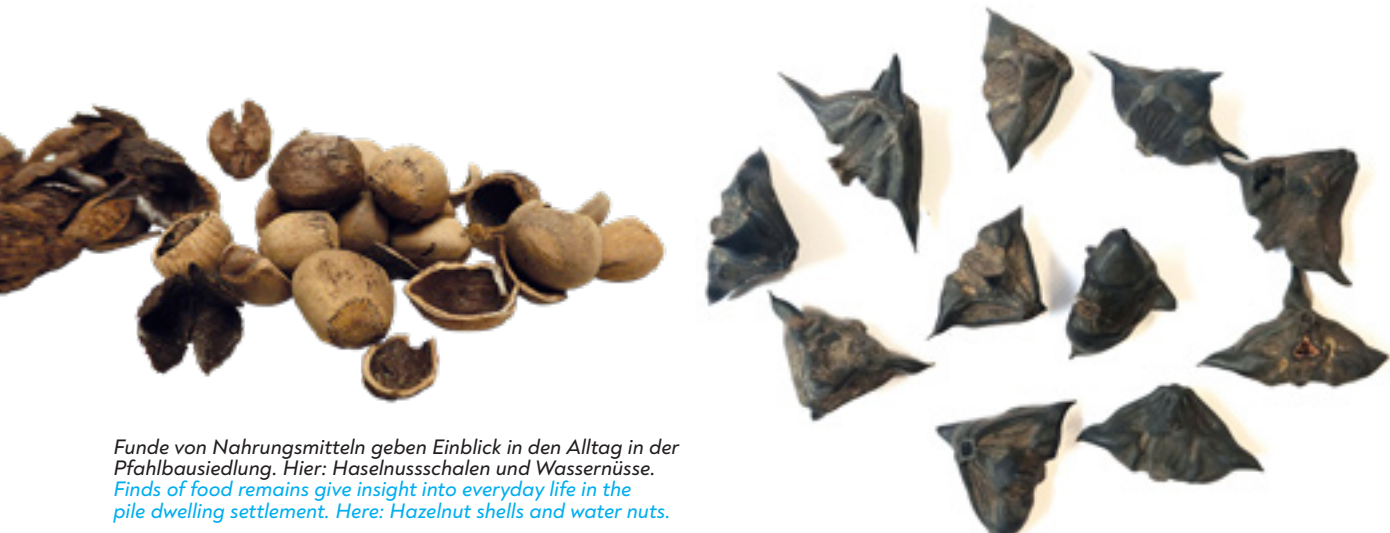 Funde von Nahrungsmitteln geben Einblick in den Alltag in der
Pfahlbausiedlung. Hier: Haselnussschalen und Wassernüsse.
Finds of food remains give insight into everyday life in the
pile dwelling settlement. Here: Hazelnut shells and water nuts.